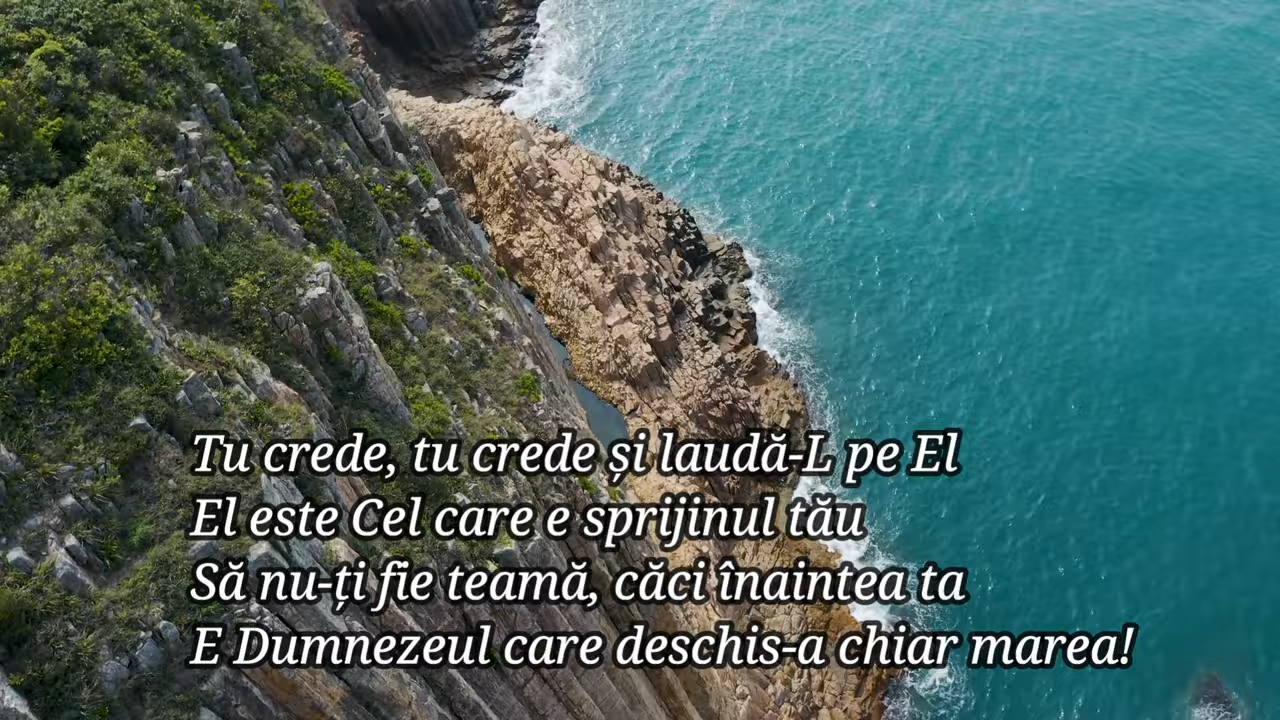 Tu crede, tu crede și laudă-L pe El
El este Cel care e sprijinul tău
Să nu-ți fie teamă, căci înaintea ta
E Dumnezeul care deschis-a chiar marea!